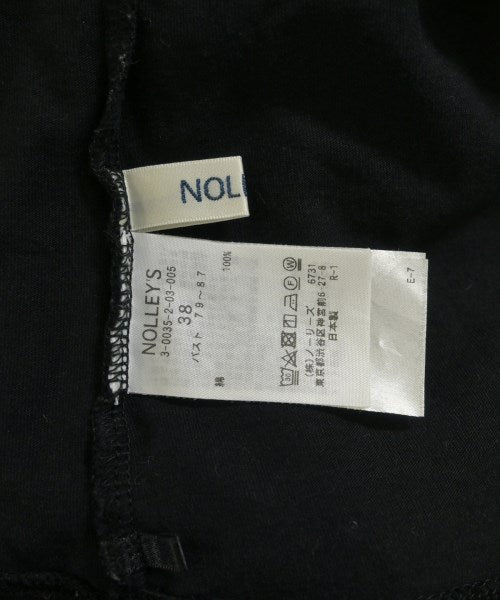 NOL
NOLLEY'S
3-0035-2-03-005
38
バスト 79~87
綿 100%
30
(株)ノーリーズ 6731
東京都渋谷区神宮前6-27-8
日本製 R-1
E-7